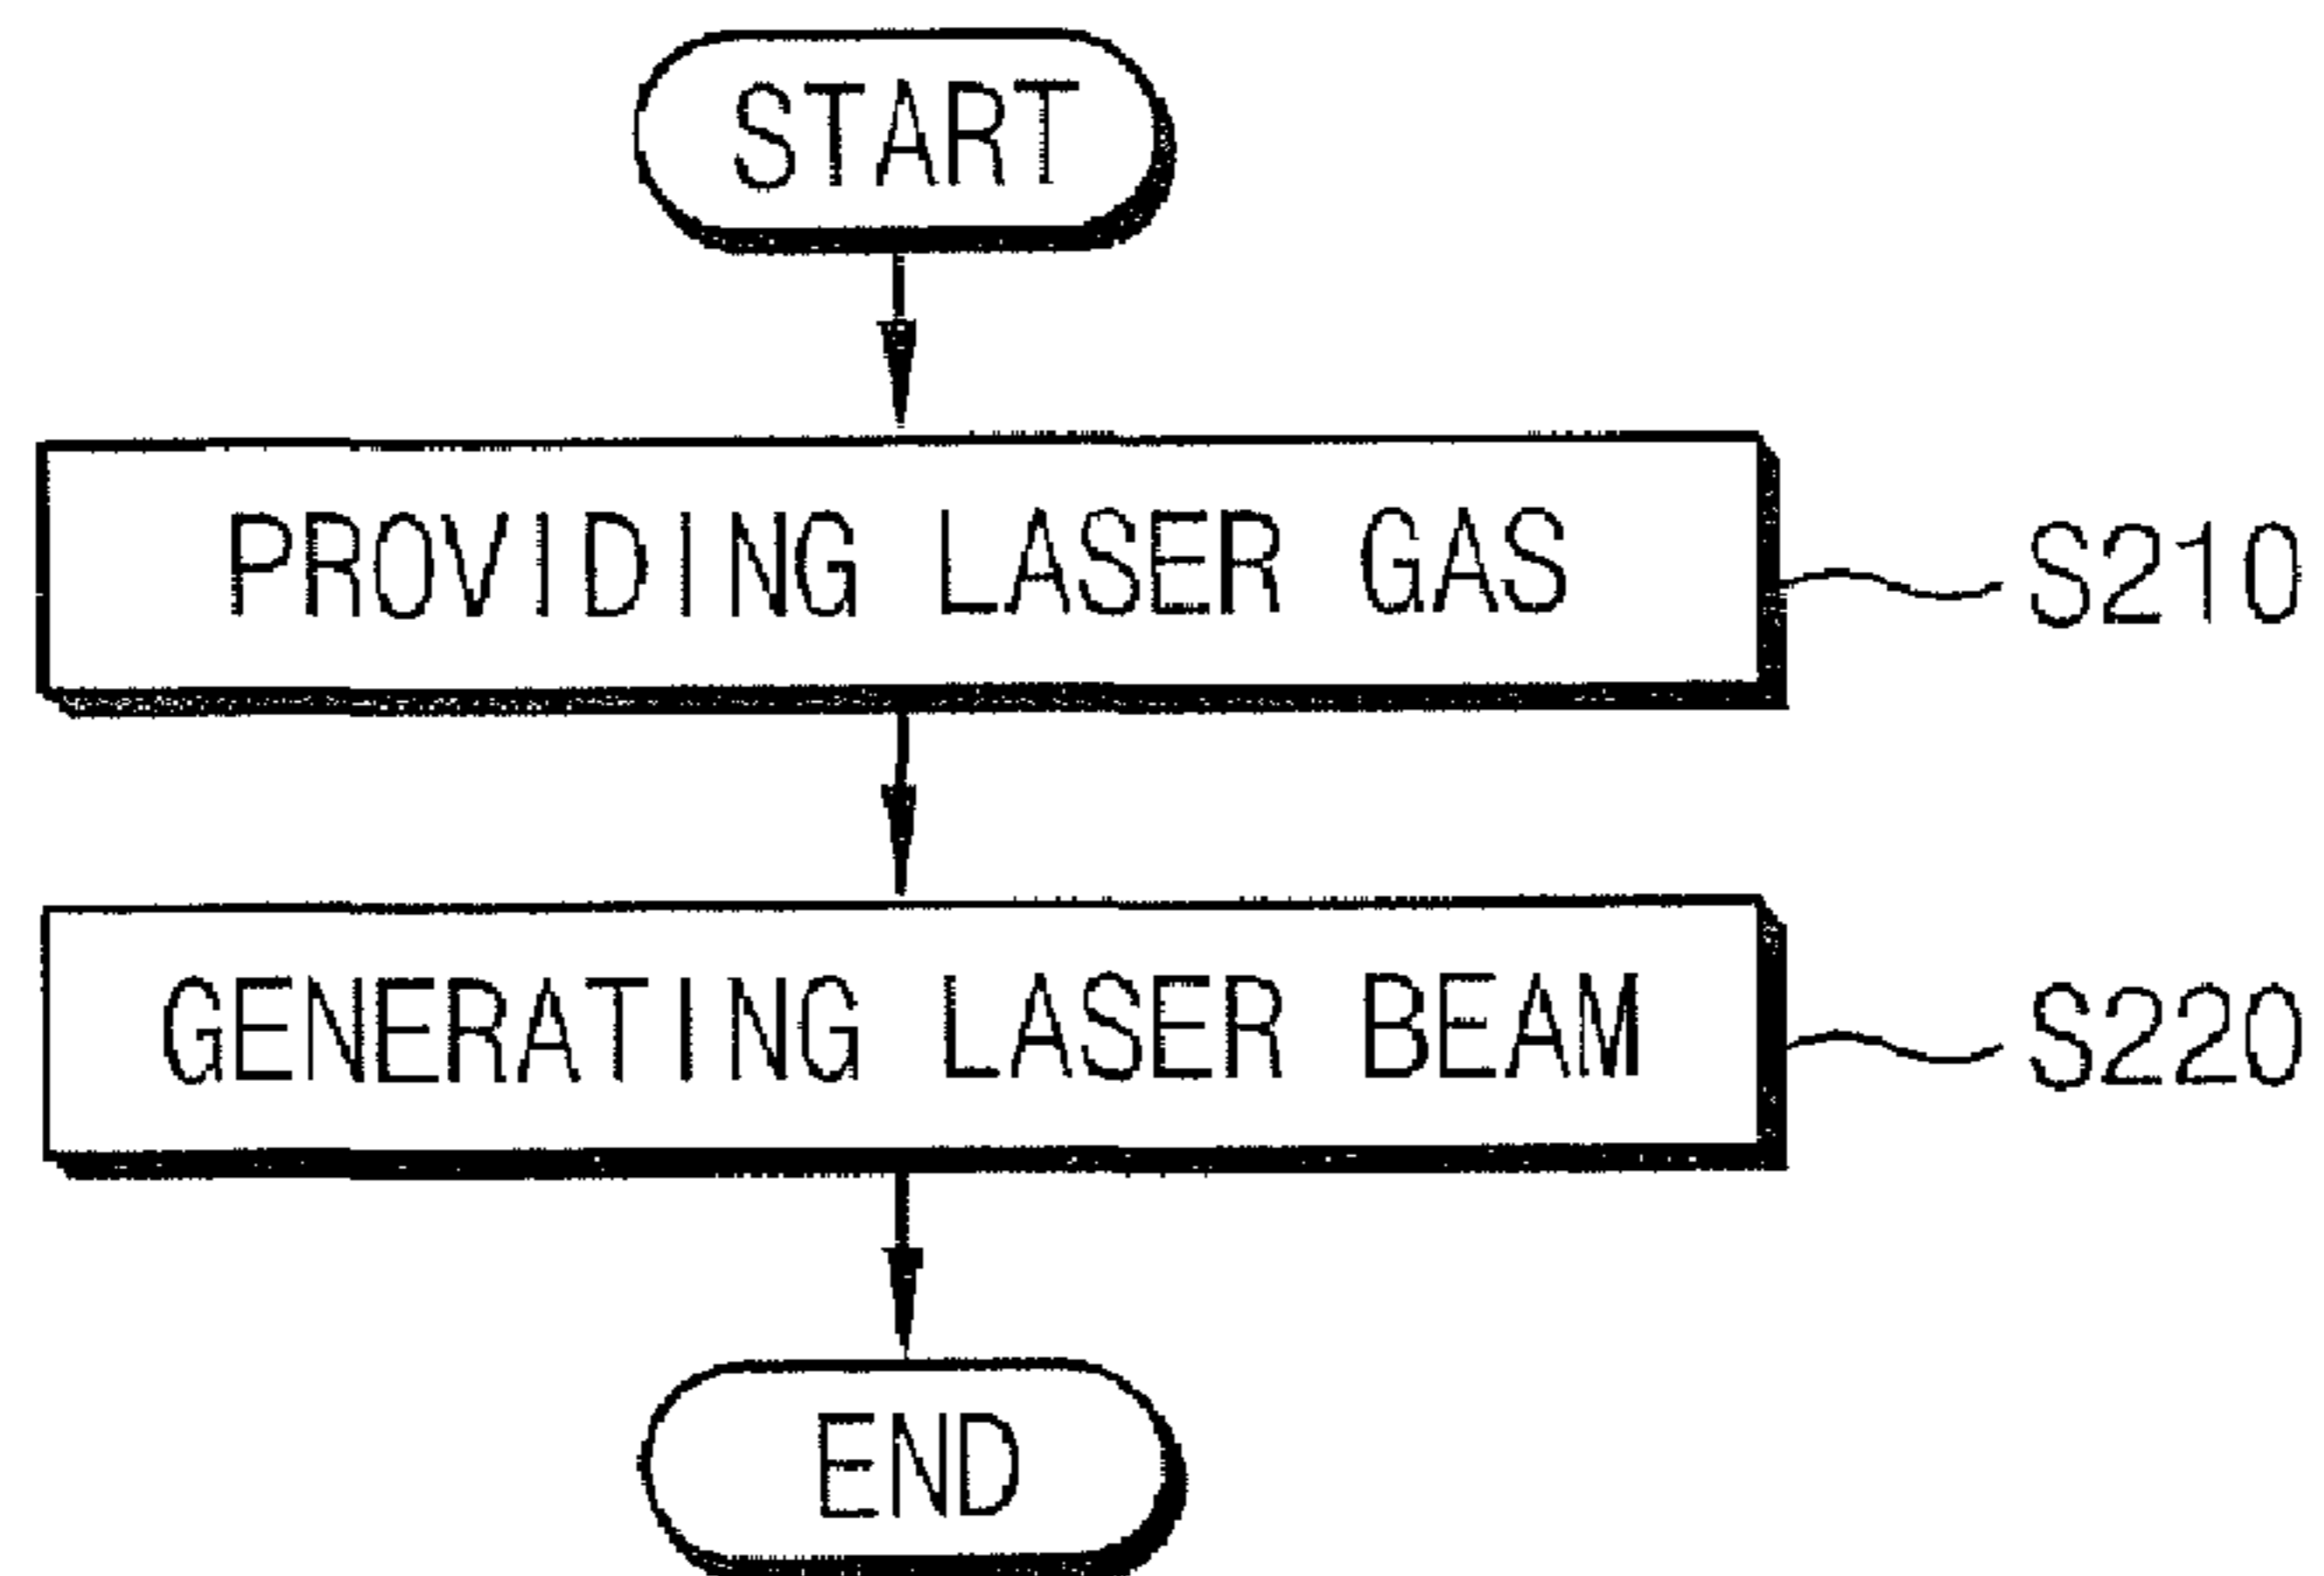 START
PROVIDING LASER GAS S210
GENERATING LASER BEAM S220
END